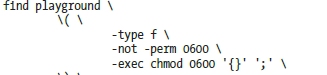 find playground \
\( \
-type f \
-not -perm 0600 \
-exec chmod 0600 '{}' ';' \